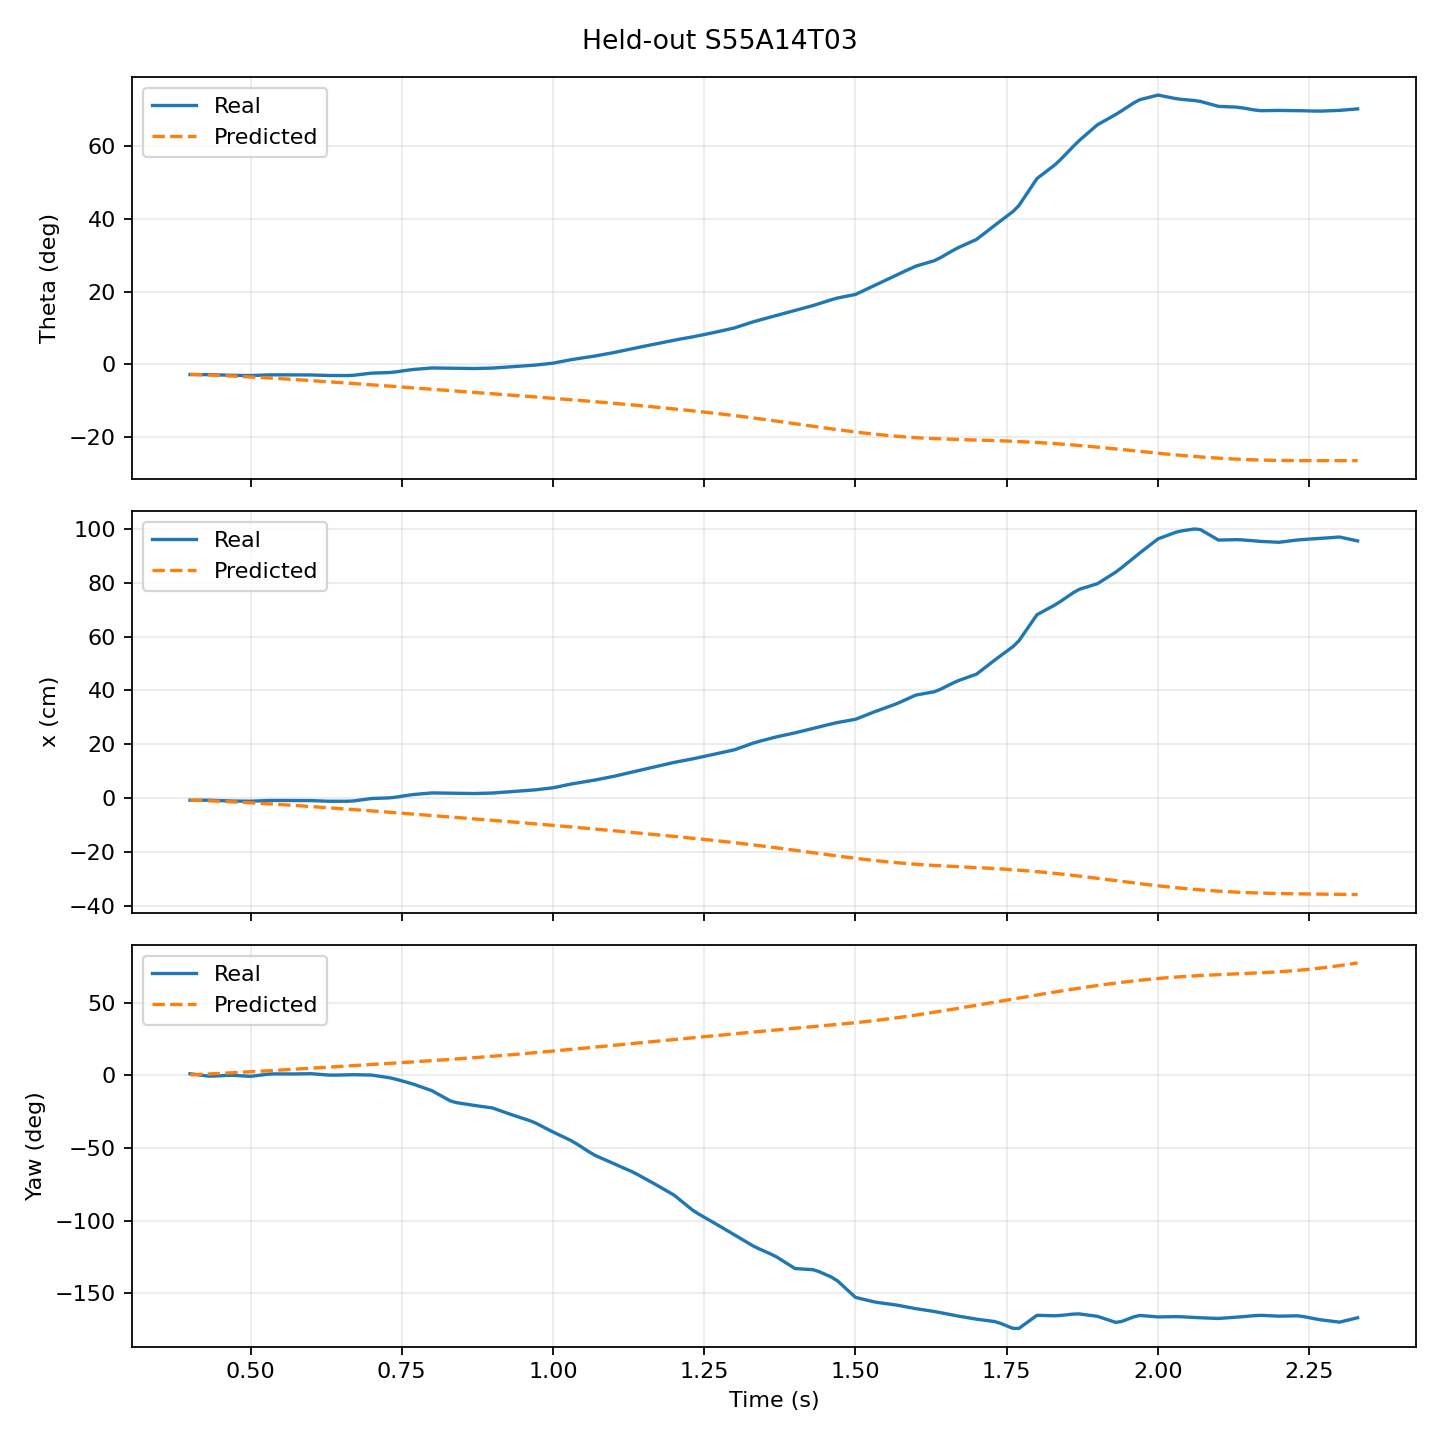 Held-out S55A14T03
Real
Predicted
Theta (deg)
60
40
20
0
−20
Real
Predicted
x (cm)
100
80
60
40
20
0
−20
−40
Real
Predicted
Yaw (deg)
50
0
−50
−100
−150
0.50 0.75 1.00 1.25 1.50 1.75 2.00 2.25
Time (s)